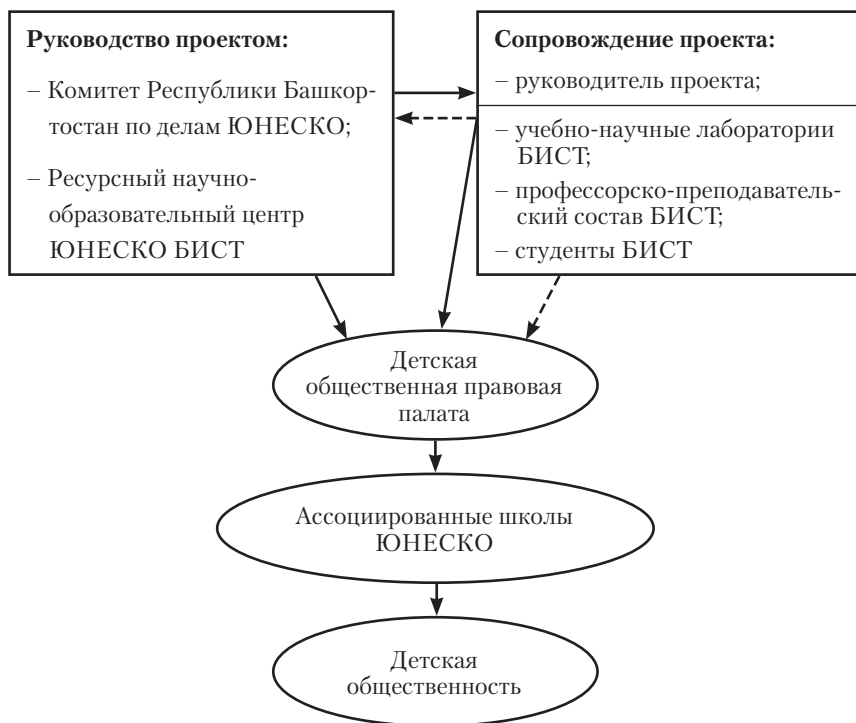 Руководство проектом:
– Комитет Республики Башкор-
тостан по делам ЮНЕСКО;
– Ресурсный научно-
образовательный центр
ЮНЕСКО БИСТ
Сопровождение проекта:
– руководитель проекта;
– учебно-научные лаборатории
БИСТ;
– профессорско-преподаватель-
ский состав БИСТ;
– студенты БИСТ
Детская
общественная правовая
палата
Ассоциированные школы
ЮНЕСКО
Детская
общественность